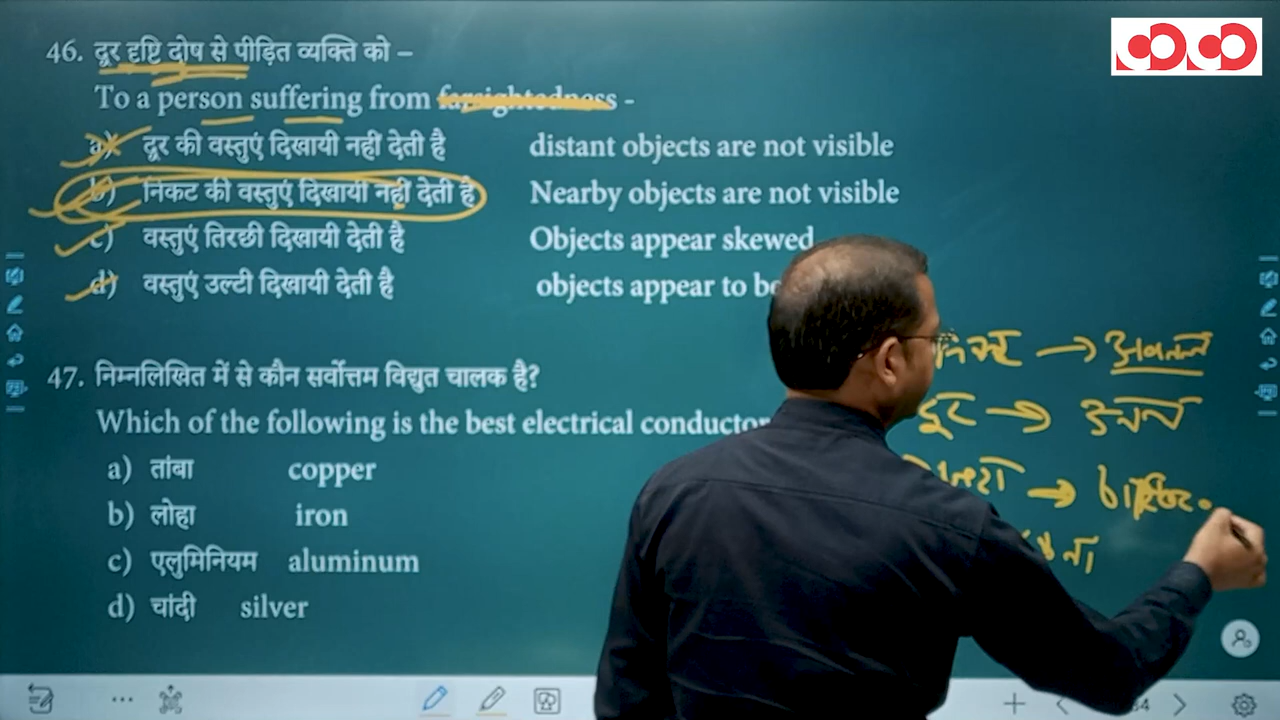 46. दूर दृष्टि दोष से पीड़ित व्यक्ति को –
To a person suffering from farsightedness -
a) दूर की वस्तुएं दिखायी नहीं देती है distant objects are not visible
b) निकट की वस्तुएं दिखायी नहीं देती है Nearby objects are not visible
c) वस्तुएं तिरछी दिखायी देती है Objects appear skewed
d) वस्तुएं उल्टी दिखायी देती है objects appear to
निकट → अवतल
दूर → उत्तल
47. निम्नलिखित में से कौन सर्वोत्तम विद्युत चालक है?
Which of the following is the best electrical conductor
a) तांबा copper
b) लोहा iron
c) एलुमिनियम aluminum
d) चांदी silver